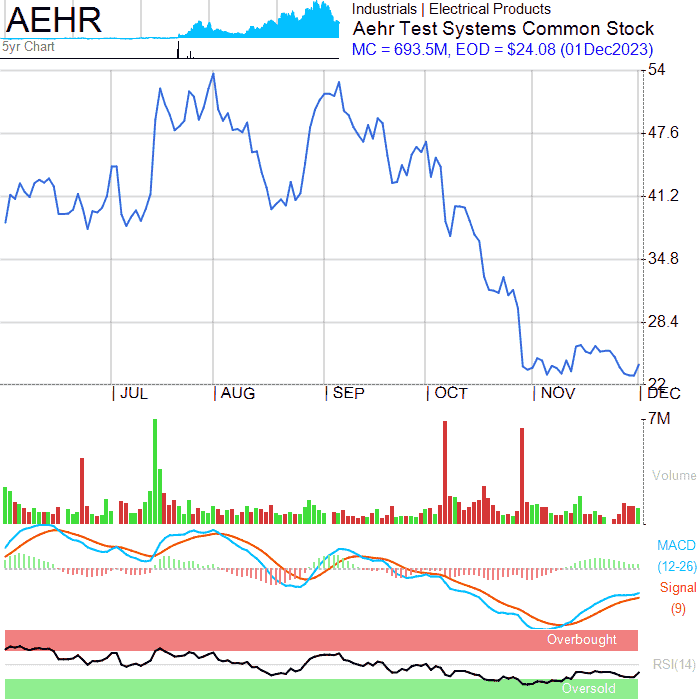 AEHR
Industrials | Electrical Products
Aehr Test Systems Common Stock
5yr Chart
MC = 693.5M, EOD = $24.08 (01Dec2023)
54
47.6
41.2
34.8
28.4
22
JUL
AUG
SEP
OCT
NOV
DEC
7M
Volume
MACD
(12-26)
Signal
(9)
Overbought
RSI(14)
Oversold